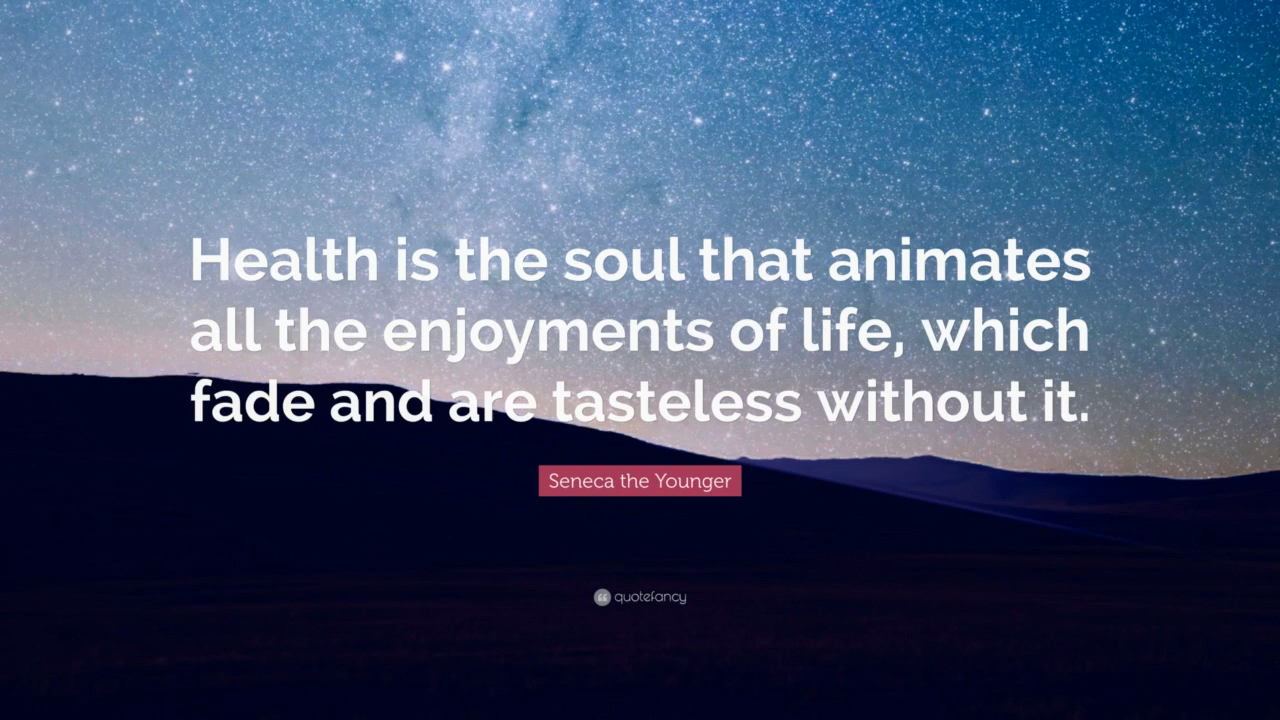 Health is the soul that animates
all the enjoyments of life, which
fade and are tasteless without it.
Seneca the Younger
quotefancy